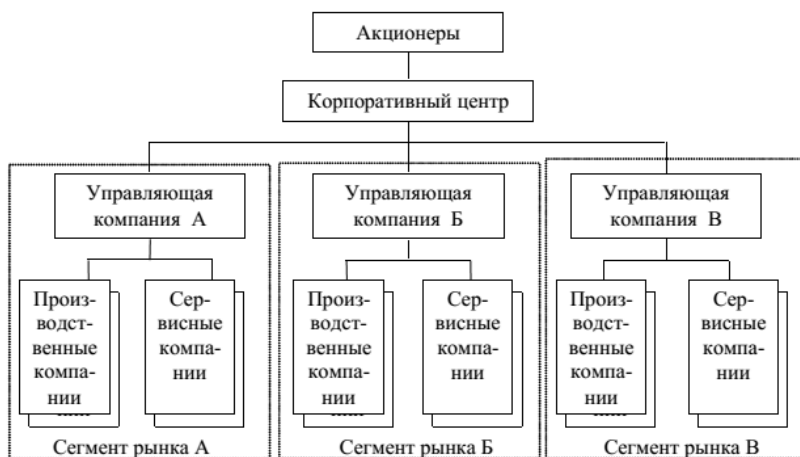 Акционеры
Корпоративный центр
Управляющая
компания А
Управляющая
компания Б
Управляющая
компания В
Произ-
водст-
венные
компа-
нии
Сер-
висные
компа-
нии
Произ-
водст-
венные
компа-
нии
Сер-
висные
компа-
нии
Произ-
водст-
венные
компа-
нии
Сер-
висные
компа-
нии
Сегмент рынка А
Сегмент рынка Б
Сегмент рынка В